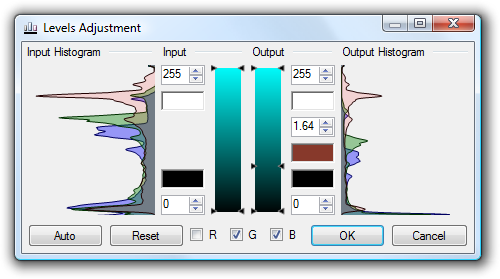 Levels Adjustment
Input Histogram Input Output Output Histogram
255 255
1.64
0 0
Auto Reset R G B OK Cancel